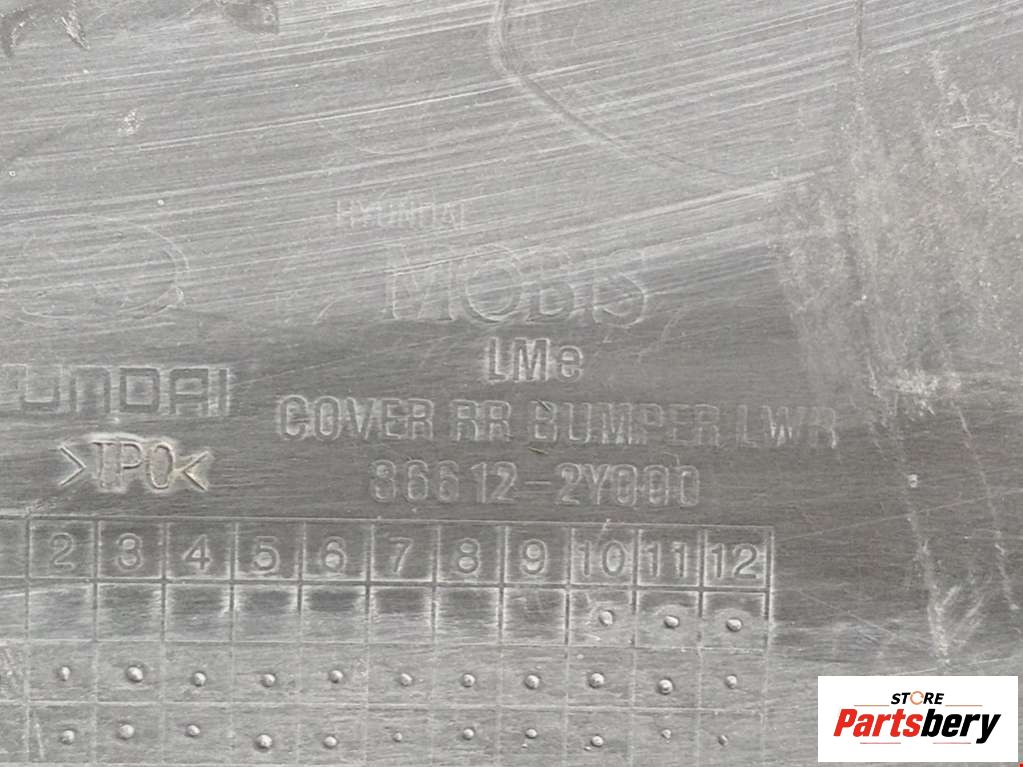 HYUNDAI
MOBIS
LMe
HYUNDAI
COVER RR BUMPER LWR
>TPO<
86612-2Y000
2 3 4 5 6 7 8 9 10 11 12
STORE
Partsbery